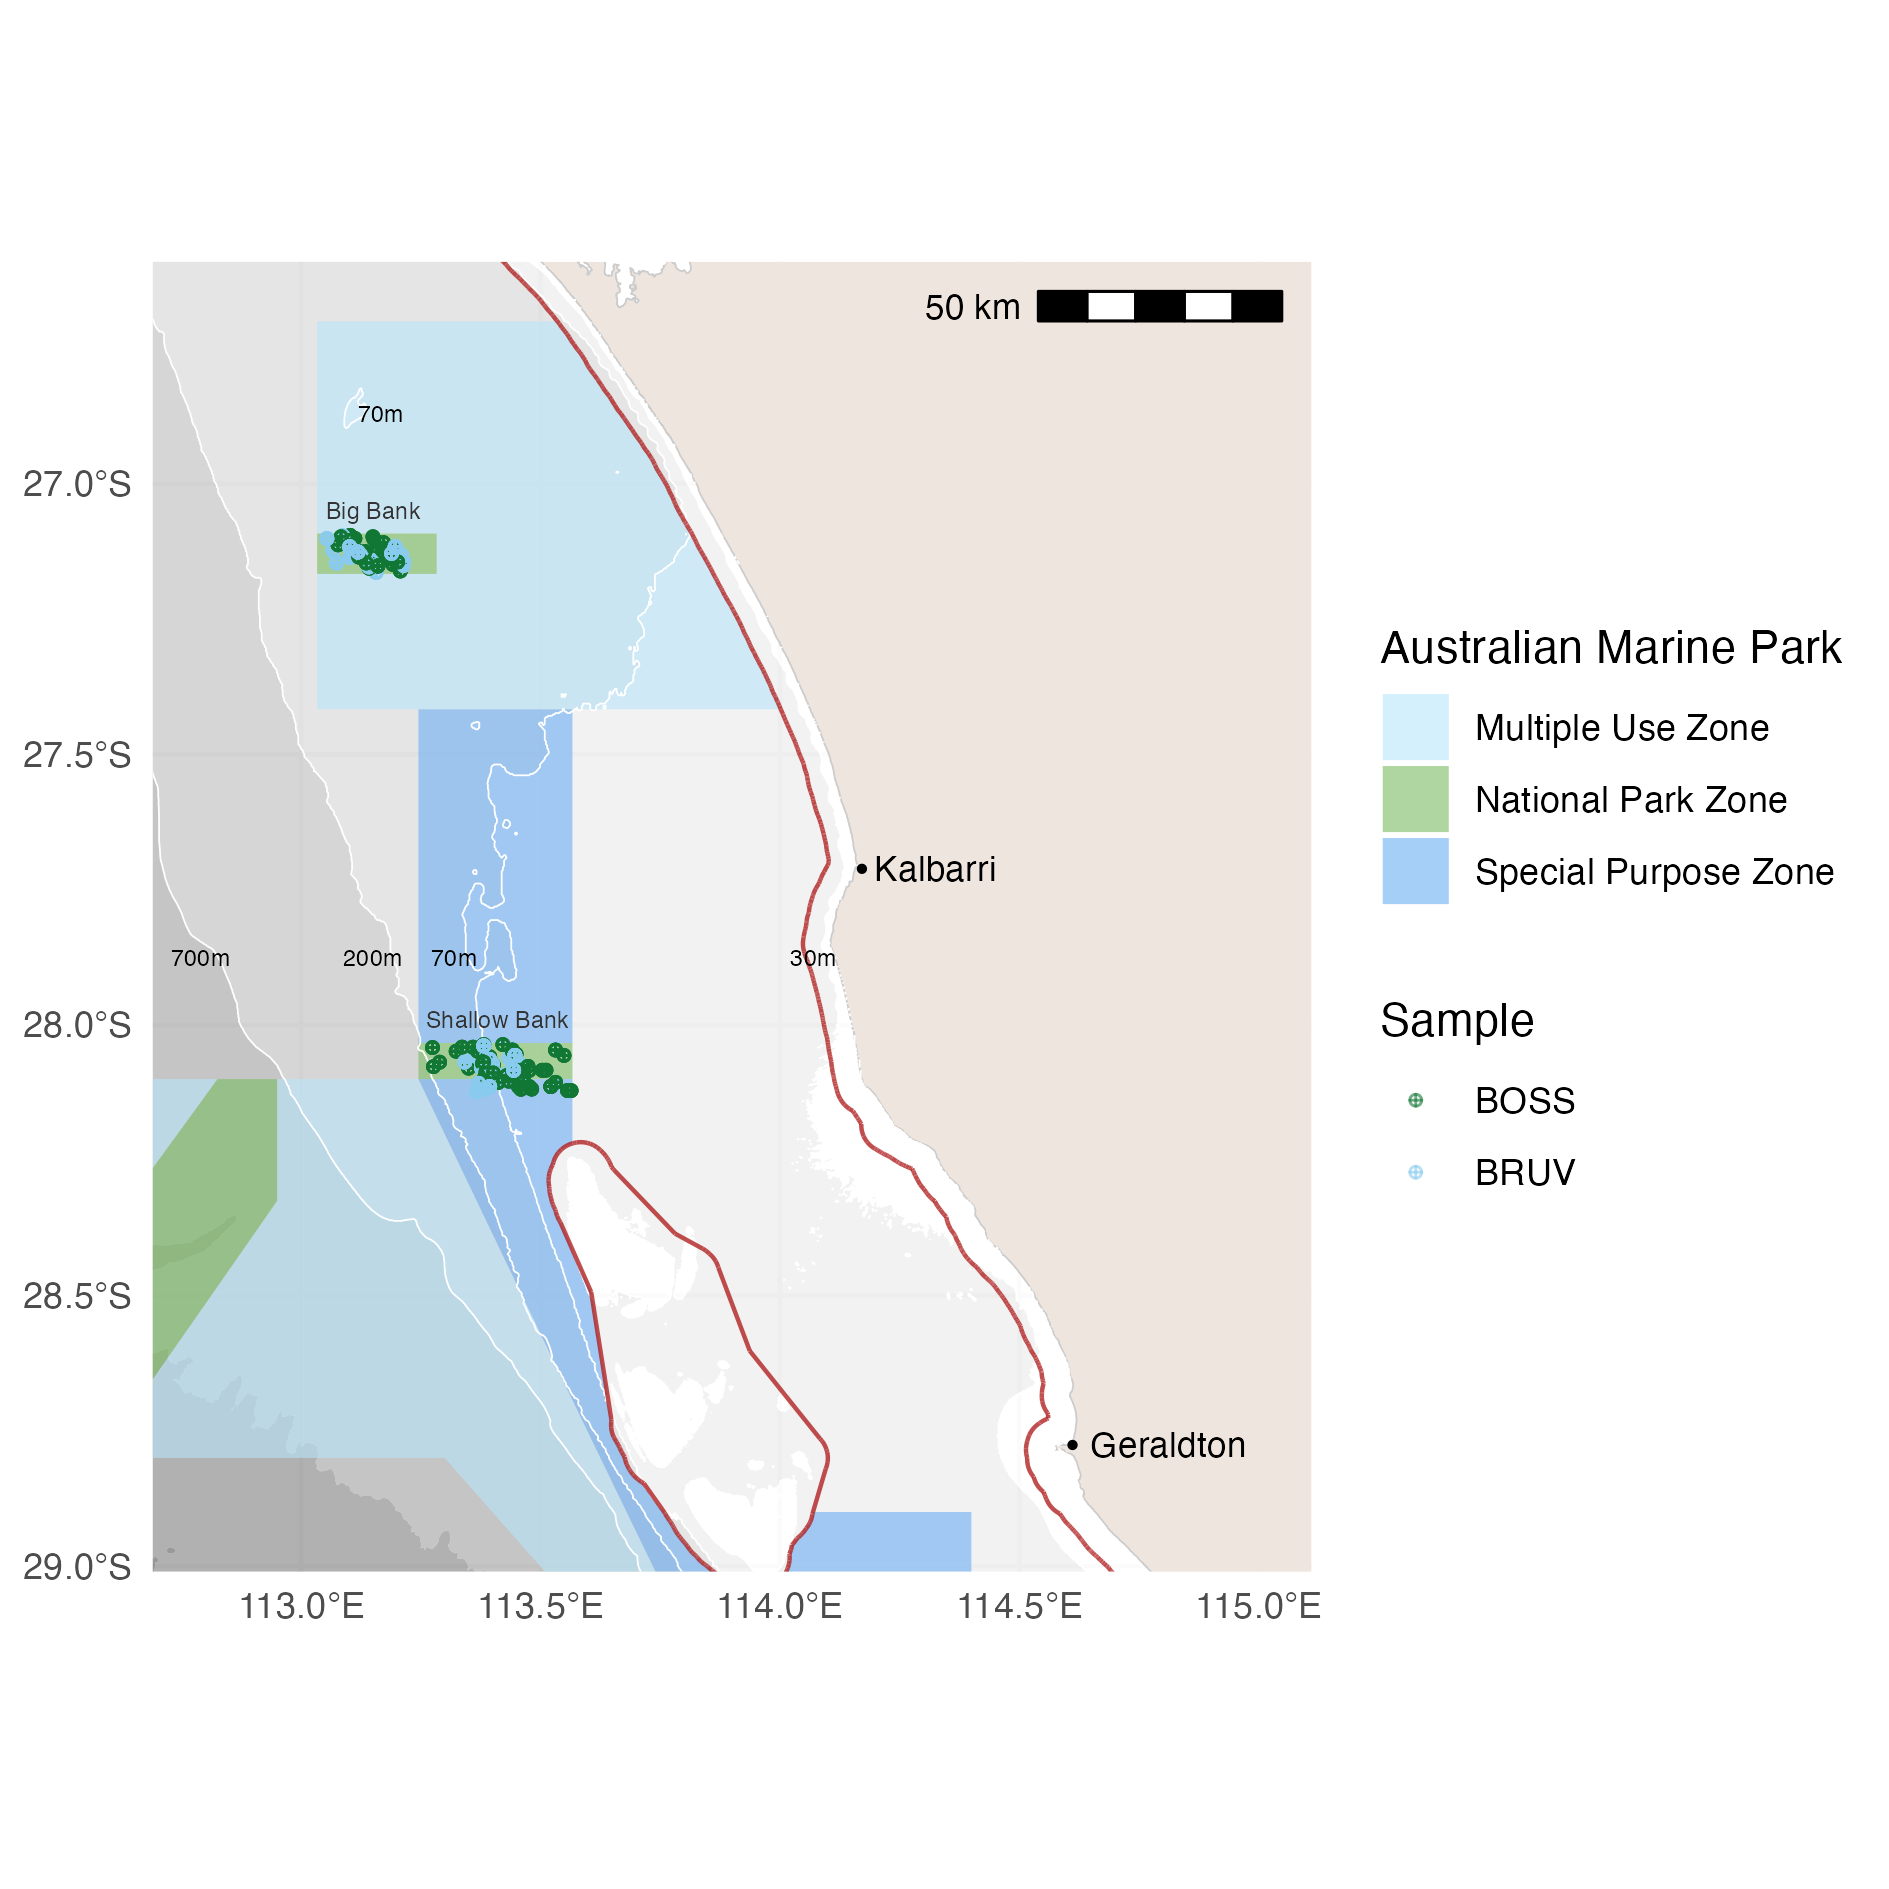 50 km
70m
27.0°S
Big Bank
27.5°S
Kalbarri
700m
200m
70m
30m
28.0°S
Shallow Bank
28.5°S
Geraldton
29.0°S
113.0°E
113.5°E
114.0°E
114.5°E
115.0°E
Australian Marine Park
Multiple Use Zone
National Park Zone
Special Purpose Zone
Sample
BOSS
BRUV